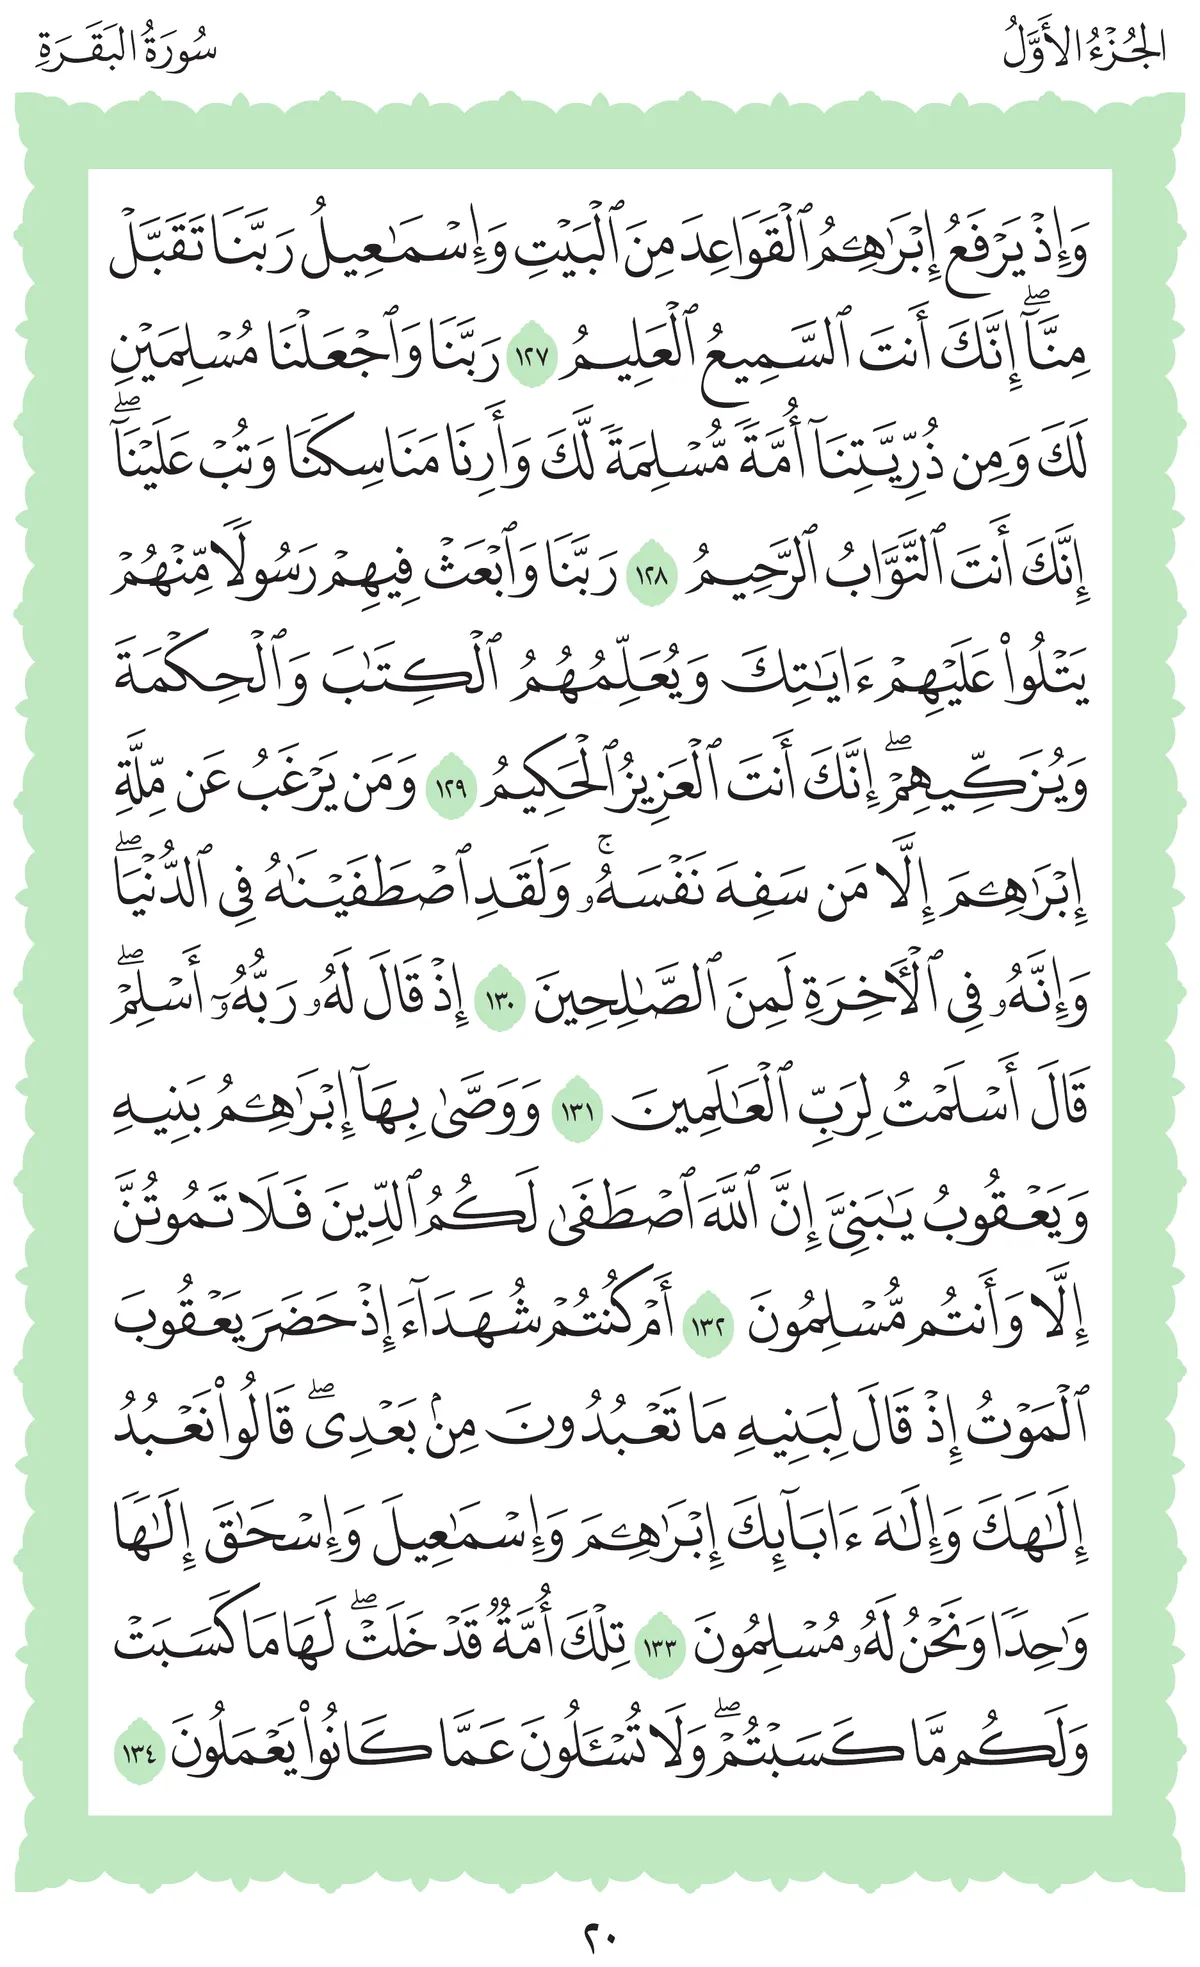 الجُزْءُ الأَوَّلُ
سُورَةُ البَقَرَةِ
وَإِذْ يَرْفَعُ إِبْرَٰهِـۧمُ ٱلْقَوَاعِدَ مِنَ ٱلْبَيْتِ وَإِسْمَـٰعِيلُ رَبَّنَا تَقَبَّلْ
مِنَّآۖ إِنَّكَ أَنتَ ٱلسَّمِيعُ ٱلْعَلِيمُ ١٢٧ رَبَّنَا وَٱجْعَلْنَا مُسْلِمَيْنِ
لَكَ وَمِن ذُرِّيَّتِنَآ أُمَّةً مُّسْلِمَةً لَّكَ وَأَرِنَا مَنَاسِكَنَا وَتُبْ عَلَيْنَآۖ
إِنَّكَ أَنتَ ٱلتَّوَّابُ ٱلرَّحِيمُ ١٢٨ رَبَّنَا وَٱبْعَثْ فِيهِمْ رَسُولًا مِّنْهُمْ
يَتْلُوا۟ عَلَيْهِمْ ءَايَـٰتِكَ وَيُعَلِّمُهُمُ ٱلْكِتَـٰبَ وَٱلْحِكْمَةَ
وَيُزَكِّيهِمْۖ إِنَّكَ أَنتَ ٱلْعَزِيزُ ٱلْحَكِيمُ ١٢٩ وَمَن يَرْغَبُ عَن مِّلَّةِ
إِبْرَٰهِـۧمَ إِلَّا مَن سَفِهَ نَفْسَهُۥۚ وَلَقَدِ ٱصْطَفَيْنَـٰهُ فِى ٱلدُّنْيَاۖ
وَإِنَّهُۥ فِى ٱلْـَٔاخِرَةِ لَمِنَ ٱلصَّـٰلِحِينَ ١٣٠ إِذْ قَالَ لَهُۥ رَبُّهُۥٓ أَسْلِمْۖ
قَالَ أَسْلَمْتُ لِرَبِّ ٱلْعَـٰلَمِينَ ١٣١ وَوَصَّىٰ بِهَآ إِبْرَٰهِـۧمُ بَنِيهِ
وَيَعْقُوبُ يَـٰبَنِىَّ إِنَّ ٱللَّهَ ٱصْطَفَىٰ لَكُمُ ٱلدِّينَ فَلَا تَمُوتُنَّ
إِلَّا وَأَنتُم مُّسْلِمُونَ ١٣٢ أَمْ كُنتُمْ شُهَدَآءَ إِذْ حَضَرَ يَعْقُوبَ
ٱلْمَوْتُ إِذْ قَالَ لِبَنِيهِ مَا تَعْبُدُونَ مِنۢ بَعْدِىۖ قَالُوا۟ نَعْبُدُ
إِلَـٰهَكَ وَإِلَـٰهَ ءَابَآئِكَ إِبْرَٰهِـۧمَ وَإِسْمَـٰعِيلَ وَإِسْحَـٰقَ إِلَـٰهًا
وَٰحِدًا وَنَحْنُ لَهُۥ مُسْلِمُونَ ١٣٣ تِلْكَ أُمَّةٌ قَدْ خَلَتْۖ لَهَا مَا كَسَبَتْ
وَلَكُم مَّا كَسَبْتُمْۖ وَلَا تُسْـَٔلُونَ عَمَّا كَانُوا۟ يَعْمَلُونَ ١٣٤
٢٠